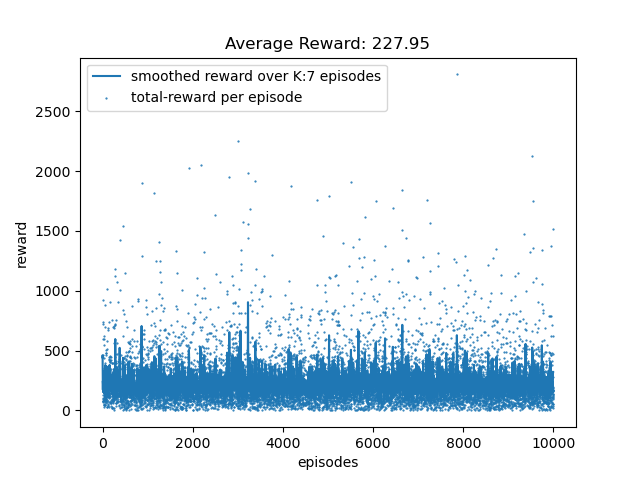 Average Reward: 227.95
smoothed reward over K:7 episodes
total-reward per episode
reward
2500
2000
1500
1000
500
0
0 2000 4000 6000 8000 10000
episodes